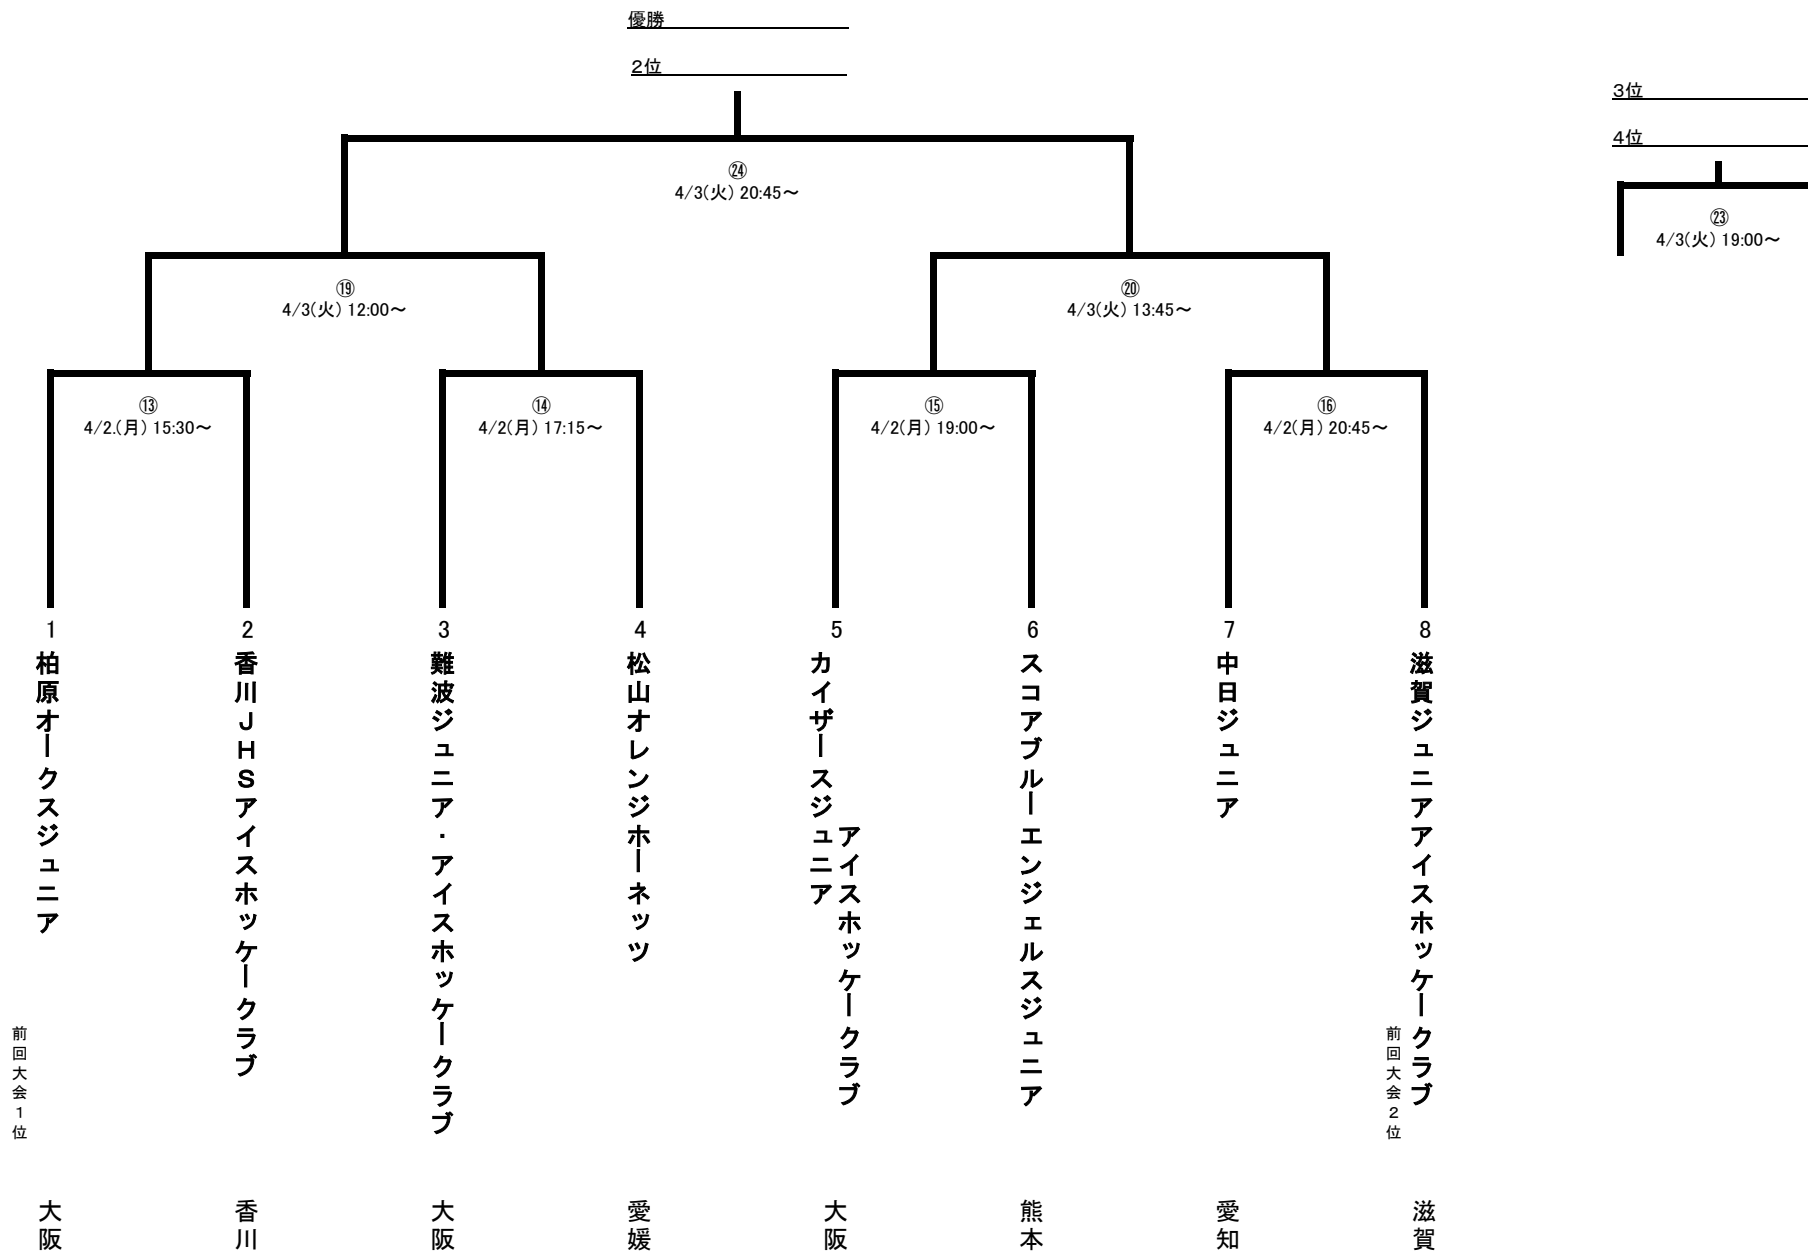 優勝
2位
3位
4位
㉔
4/3(火) 20:45～
㉓
4/3(火) 19:00～
⑲
4/3(火) 12:00～
⑳
4/3(火) 13:45～
⑬
4/2.(月) 15:30～
⑭
4/2(月) 17:15～
⑮
4/2(月) 19:00～
⑯
4/2(月) 20:45～
1
柏原オークスジュニア
前回大会1位
大阪
2
香川JHSアイスホッケークラブ
香川
3
難波ジュニア・アイスホッケークラブ
大阪
4
松山オレンジホーネッツ
愛媛
5
カイザースジュニア
アイスホッケークラブ
大阪
6
スコアブルーエンジェルスジュニア
熊本
7
中日ジュニア
愛知
8
滋賀ジュニアアイスホッケークラブ
前回大会2位
滋賀